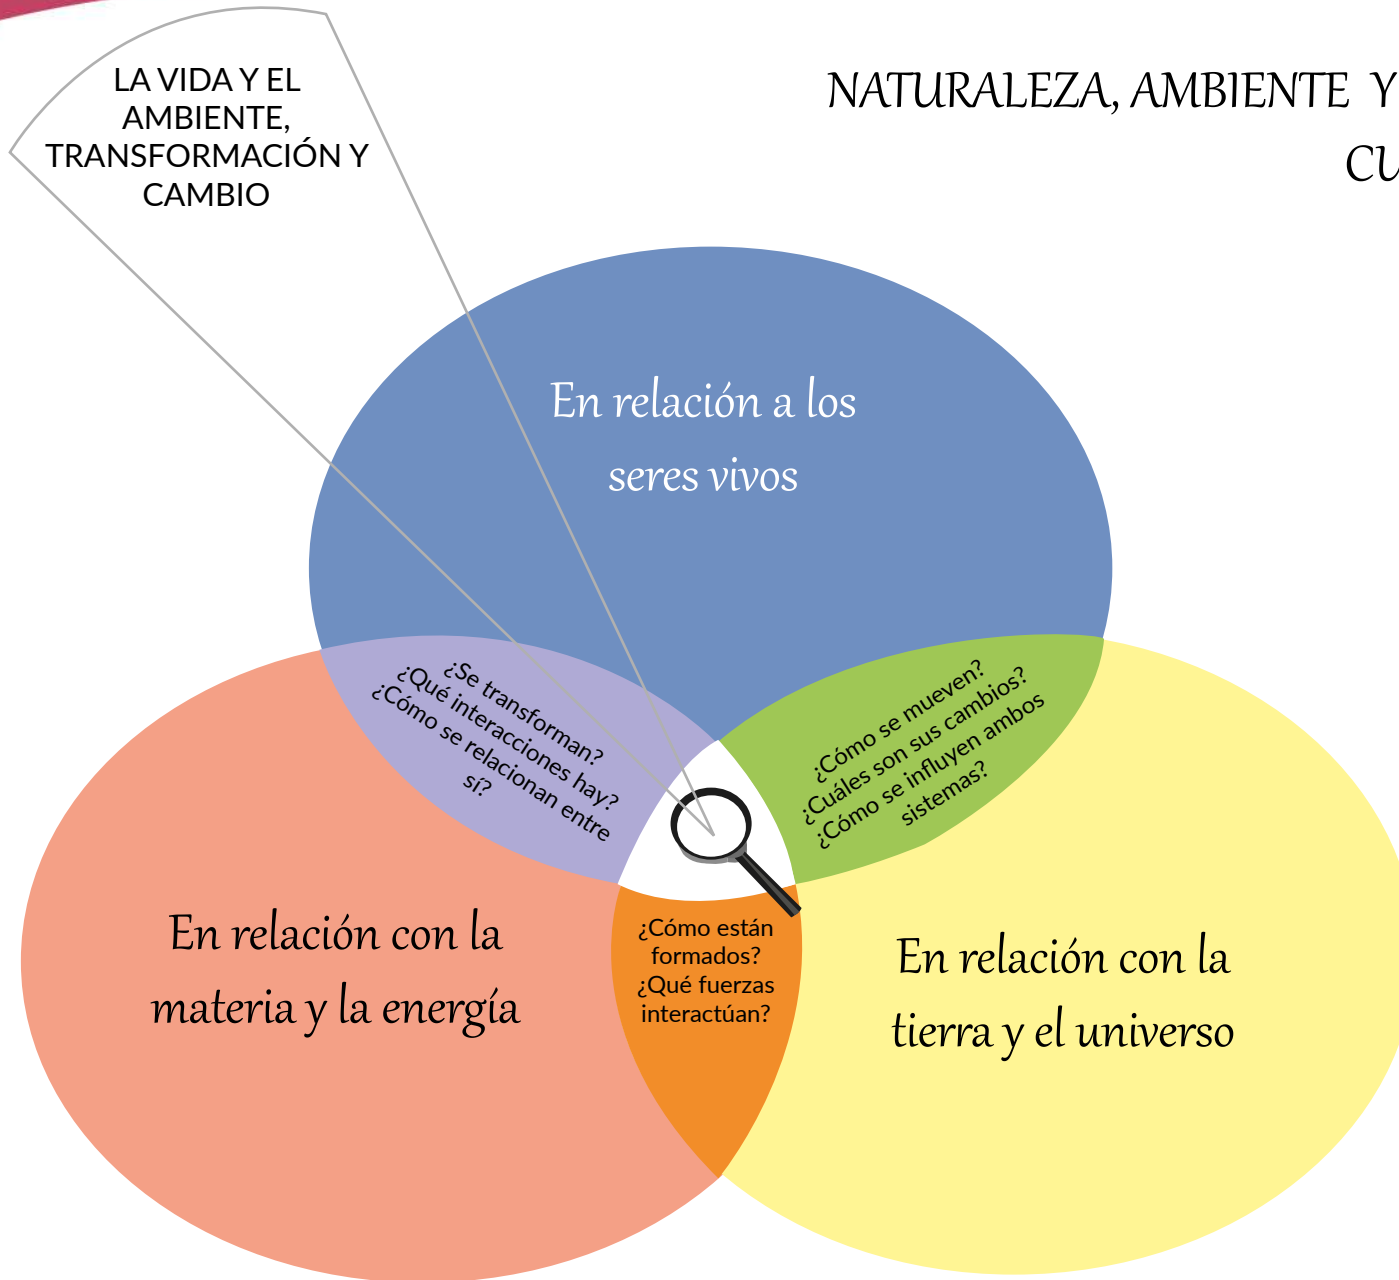 LA VIDA Y EL
AMBIENTE,
TRANSFORMACIÓN Y
CAMBIO
NATURALEZA, AMBIENTE Y
En relación a los
seres vivos
¿Se transforman?
¿Qué interacciones hay?
¿Cómo se relacionan entre
sí?
¿Cómo se mueven?
¿Cuáles son sus cambios?
¿Cómo se influyen ambos
sistemas?
En relación con la
materia y la energía
¿Cómo están
formados?
¿Qué fuerzas
interactúan?
En relación con la
tierra y el universo